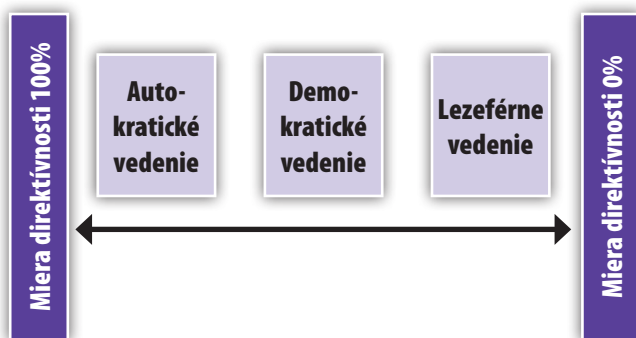 Miera direktívnosti 100%
Auto-
kratické
vedenie
Demo-
kratické
vedenie
Lezeférne
vedenie
Miera direktívnosti 0%